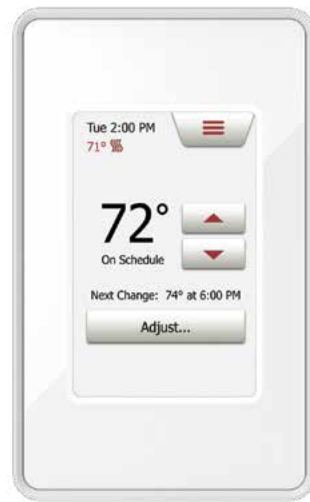 Tue 2:00 PM
71°
72°
On Schedule
Next Change: 74° at 6:00 PM
Adjust...